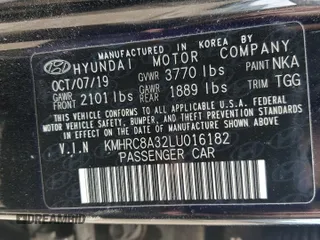 MANUFACTURED IN KOREA BY
HYUNDAI MOTOR COMPANY
OCT/07/19 GVWR 3770 lbs PAINT NKA
GAWR FRONT 2101 lbs GAWR REAR 1889 lbs TRIM TGG
THIS VEHICLE CONFORMS TO ALL APPLICABLE
U.S. FEDERAL MOTOR VEHICLE SAFETY, BUMPER,
AND THEFT PREVENTION STANDARDS IN EFFECT
ON THE DATE OF MANUFACTURE SHOWN ABOVE.
V.I.N KMHRC8A32LU016182
PASSENGER CAR